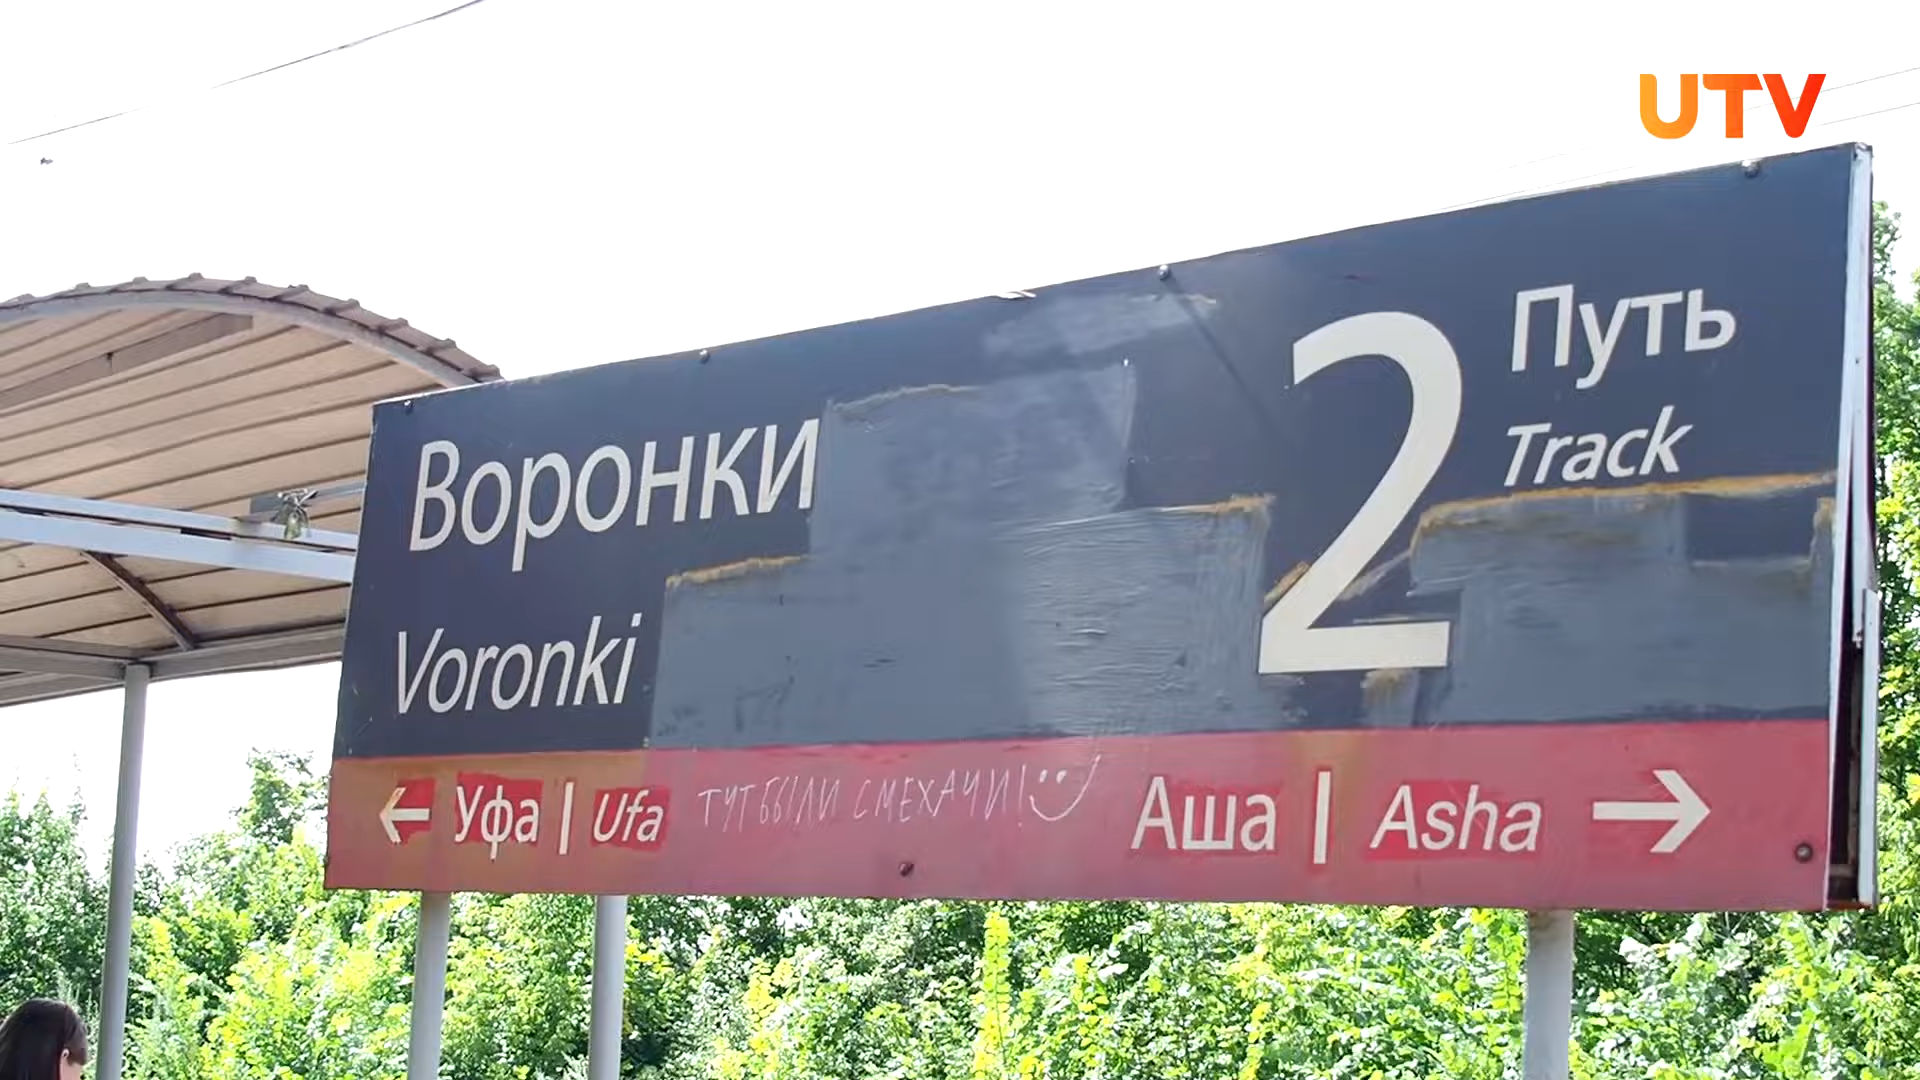 UTV
Воронки
Voronki
2 Путь
Track
← Уфа | Ufa
ТУТ БЫЛИ СМЕХАЧИ!
Аша | Asha →